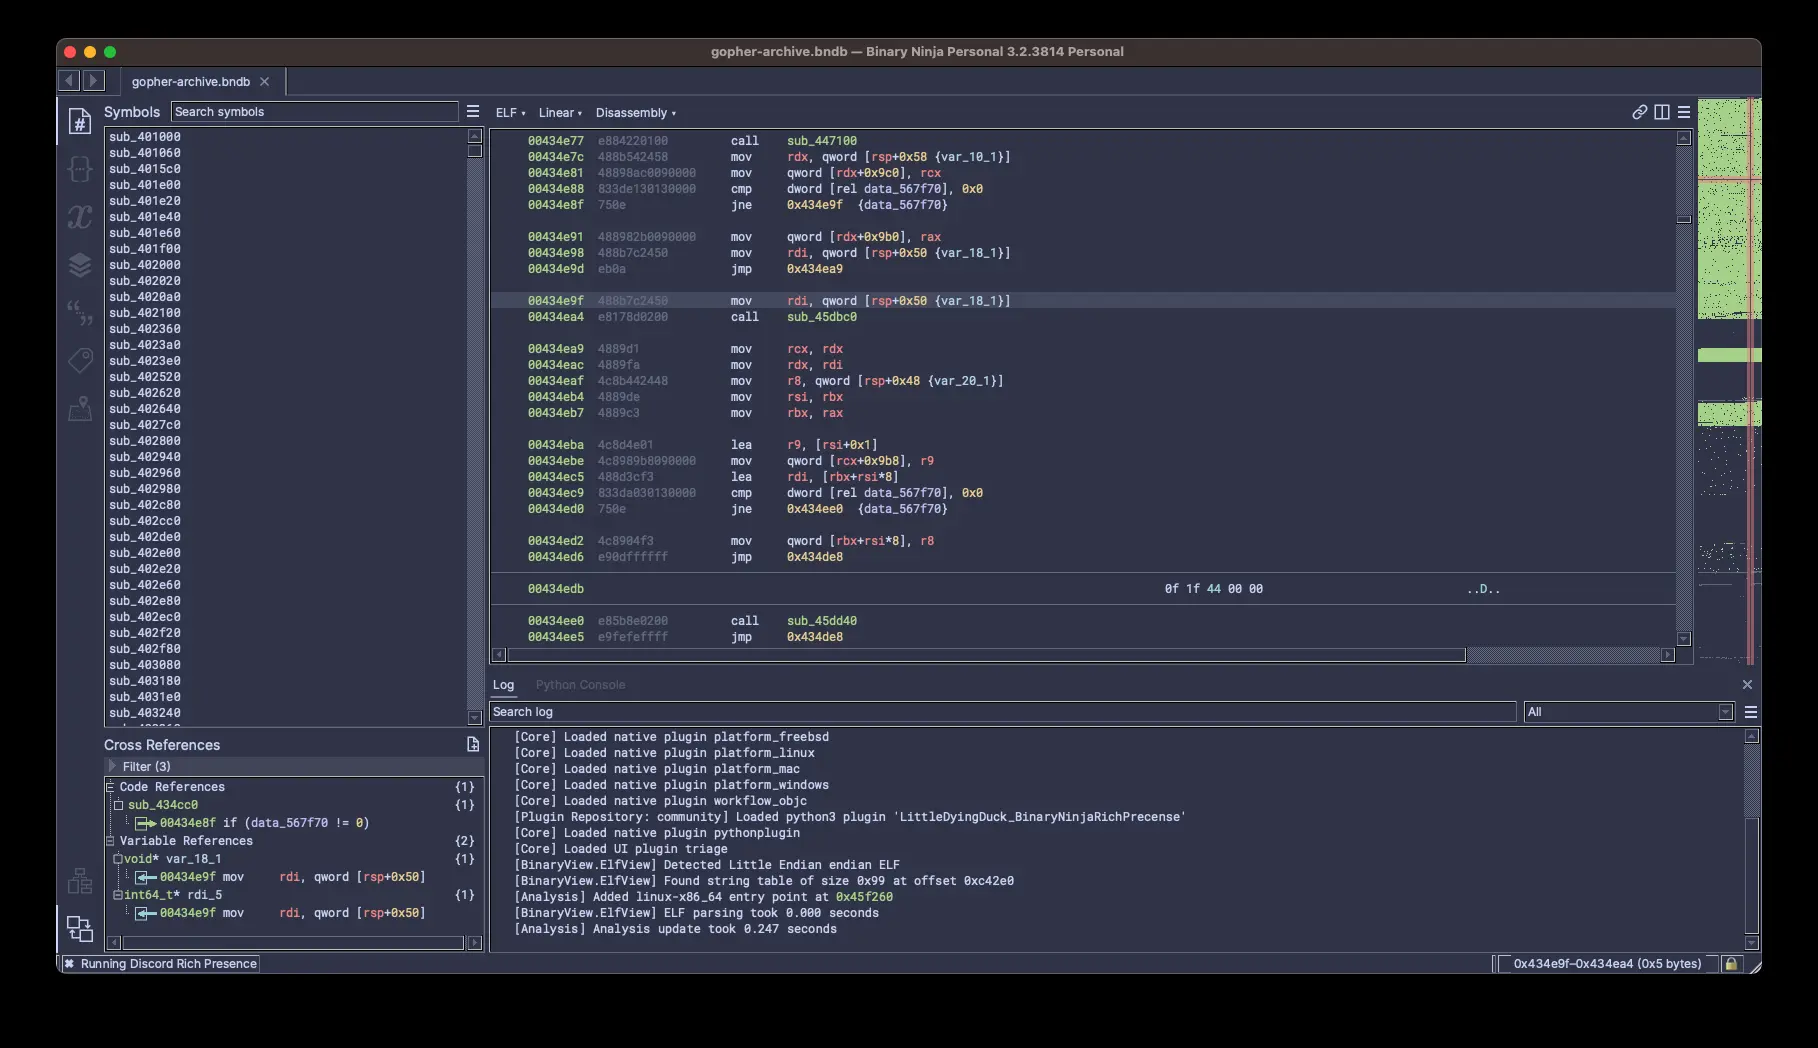 gopher-archive.bndb — Binary Ninja Personal 3.2.3814 Personal
gopher-archive.bndb
Symbols
Search symbols
sub_401000
sub_401060
sub_4015c0
sub_401e00
sub_401e20
sub_401e40
sub_401e60
sub_401f00
sub_402000
sub_402020
sub_4020a0
sub_402100
sub_402360
sub_4023a0
sub_4023e0
sub_402520
sub_402620
sub_402640
sub_4027c0
sub_402800
sub_402940
sub_402960
sub_402980
sub_402c80
sub_402cc0
sub_402de0
sub_402e00
sub_402e20
sub_402e60
sub_402e80
sub_402ec0
sub_402f20
sub_402f80
sub_403080
sub_403180
sub_4031e0
sub_403240
Cross References
Filter (3)
Code References {1}
sub_434cc0 {1}
00434e8f if (data_567f70 != 0)
Variable References {2}
void* var_18_1 {1}
00434e9f mov rdi, qword [rsp+0x50]
int64_t* rdi_5 {1}
00434e9f mov rdi, qword [rsp+0x50]
ELF Linear Disassembly
00434e77 e884220100 call sub_447100
00434e7c 488b542458 mov rdx, qword [rsp+0x58 {var_10_1}]
00434e81 48898ac0090000 mov qword [rdx+0x9c0], rcx
00434e88 833de130130000 cmp dword [rel data_567f70], 0x0
00434e8f 750e jne 0x434e9f {data_567f70}
00434e91 488982b0090000 mov qword [rdx+0x9b0], rax
00434e98 488b7c2450 mov rdi, qword [rsp+0x50 {var_18_1}]
00434e9d eb0a jmp 0x434ea9
00434e9f 488b7c2450 mov rdi, qword [rsp+0x50 {var_18_1}]
00434ea4 e8178d0200 call sub_45dbc0
00434ea9 4889d1 mov rcx, rdx
00434eac 4889fa mov rdx, rdi
00434eaf 4c8b442448 mov r8, qword [rsp+0x48 {var_20_1}]
00434eb4 4889de mov rsi, rbx
00434eb7 4889c3 mov rbx, rax
00434eba 4c8d4e01 lea r9, [rsi+0x1]
00434ebe 4c8989b8090000 mov qword [rcx+0x9b8], r9
00434ec5 488d3cf3 lea rdi, [rbx+rsi*8]
00434ec9 833da030130000 cmp dword [rel data_567f70], 0x0
00434ed0 750e jne 0x434ee0 {data_567f70}
00434ed2 4c8904f3 mov qword [rbx+rsi*8], r8
00434ed6 e90dffffff jmp 0x434de8
00434edb 0f 1f 44 00 00 ..D..
00434ee0 e85b8e0200 call sub_45dd40
00434ee5 e9fefeffff jmp 0x434de8
Log Python Console
Search log
All
[Core] Loaded native plugin platform_freebsd
[Core] Loaded native plugin platform_linux
[Core] Loaded native plugin platform_mac
[Core] Loaded native plugin platform_windows
[Core] Loaded native plugin workflow_objc
[Plugin Repository: community] Loaded python3 plugin 'LittleDyingDuck_BinaryNinjaRichPrecense'
[Core] Loaded native plugin pythonplugin
[Core] Loaded UI plugin triage
[BinaryView.ElfView] Detected Little Endian endian ELF
[BinaryView.ElfView] Found string table of size 0x99 at offset 0xc42e0
[Analysis] Added linux-x86_64 entry point at 0x45f260
[BinaryView.ElfView] ELF parsing took 0.000 seconds
[Analysis] Analysis update took 0.247 seconds
Running Discord Rich Presence
0x434e9f–0x434ea4 (0x5 bytes)